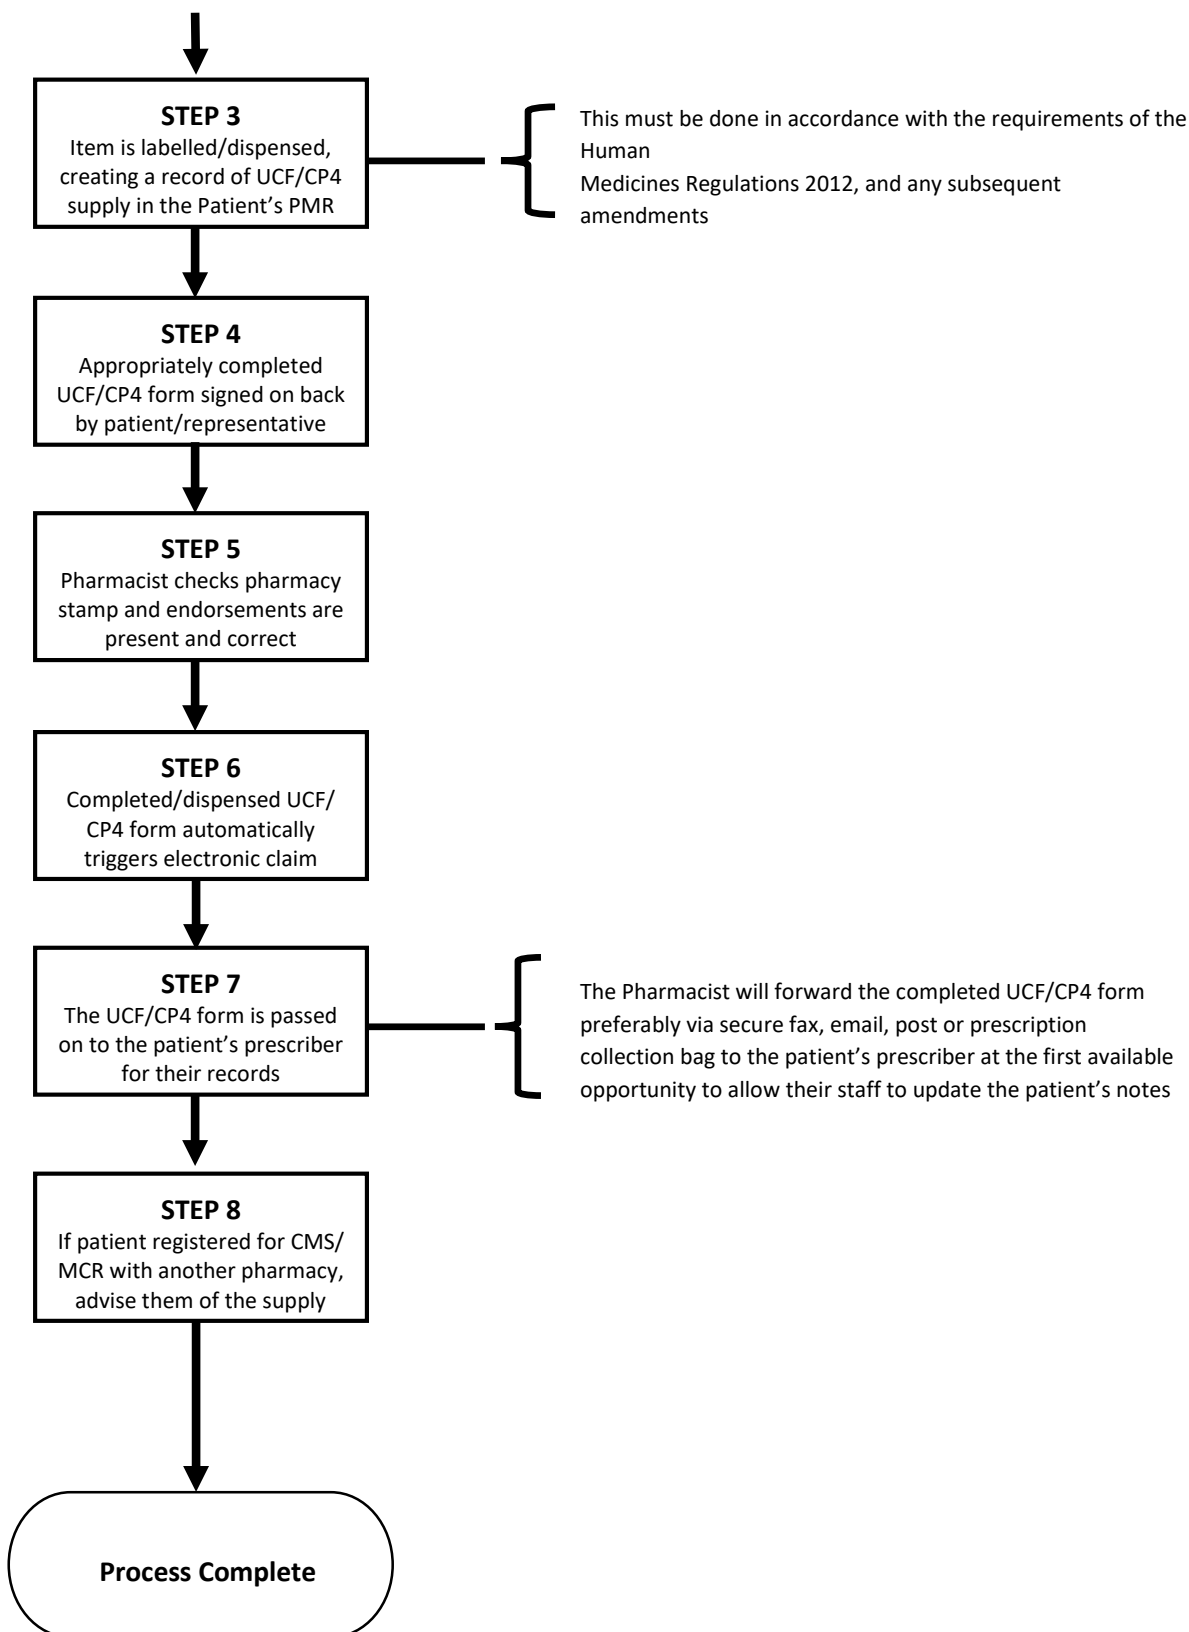 STEP 3
Item is labelled/dispensed,
creating a record of UCF/CP4
supply in the Patient's PMR
This must be done in accordance with the requirements of the
Human
Medicines Regulations 2012, and any subsequent
amendments
STEP 4
Appropriately completed
UCF/CP4 form signed on back
by patient/representative
STEP 5
Pharmacist checks pharmacy
stamp and endorsements are
present and correct
STEP 6
Completed/dispensed UCF/
CP4 form automatically
triggers electronic claim
STEP 7
The UCF/CP4 form is passed
on to the patient’s prescriber
for their records
The Pharmacist will forward the completed UCF/CP4 form
preferably via secure fax, email, post or prescription
collection bag to the patient’s prescriber at the first available
opportunity to allow their staff to update the patient’s notes
STEP 8
If patient registered for CMS/
MCR with another pharmacy,
advise them of the supply
Process Complete